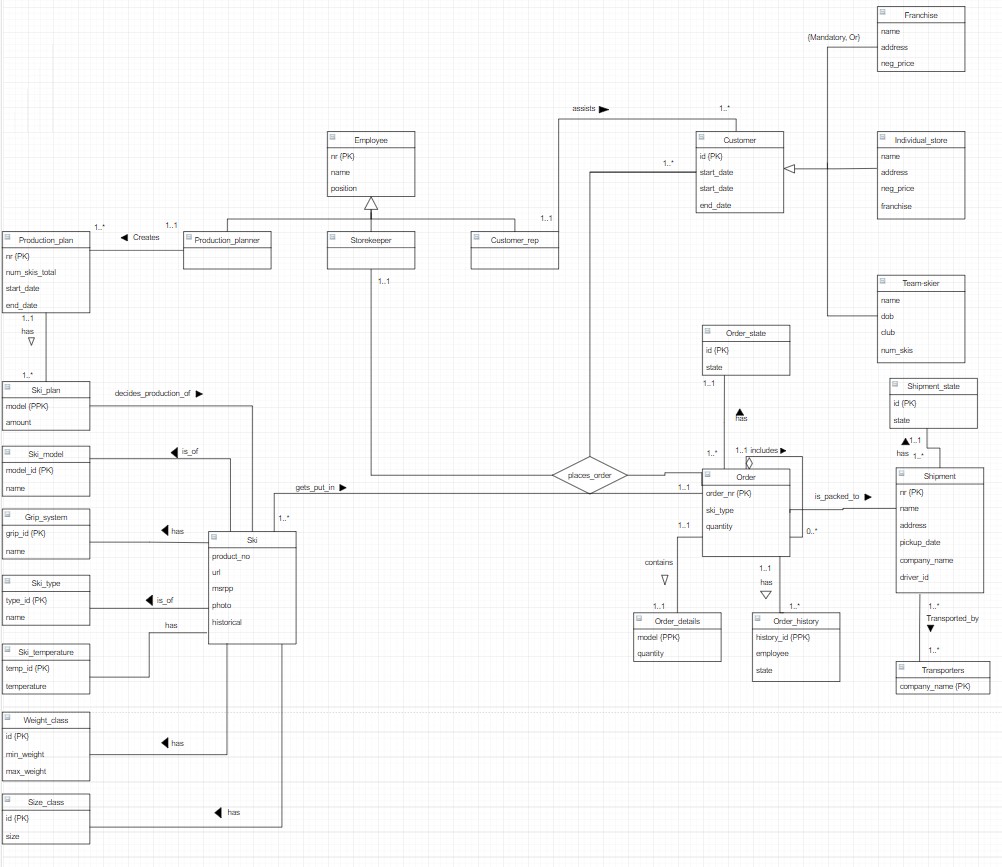 Franchise
name
address
neg_price
{Mandatory, Or}
assists
1..*
Employee
nr {PK}
name
position
Customer
id {PK}
start_date
start_date
end_date
1..*
Individual_store
name
address
neg_price
franchise
1..*
Creates
1..1
1..1
Production_plan
nr {PK}
num_skis_total
start_date
end_date
Production_planner
Storekeeper
Customer_rep
1..1
Team-skier
name
dob
club
num_skis
1..1
has
1..*
Order_state
id {PK}
state
1..1
has
1..*
Ski_plan
model {PPK}
amount
decides_production_of
Shipment_state
id {PK}
state
1..1
has
1..*
Ski_model
model_id {PK}
name
is_of
1..1 includes
places_order
Order
order_nr {PK}
ski_type
quantity
gets_put_in
1..1
1..*
is_packed_to
0..*
Shipment
nr {PK}
name
address
pickup_date
company_name
driver_id
Grip_system
grip_id {PK}
name
has
Ski
product_no
url
msrpp
photo
historical
1..1
contains
1..1
1..1
has
1..*
Ski_type
type_id {PK}
name
is_of
has
Order_details
model {PPK}
quantity
Order_history
history_id {PPK}
employee
state
1..*
Transported_by
1..*
Ski_temperature
temp_id {PK}
temperature
Transporters
company_name {PK}
Weight_class
id {PK}
min_weight
max_weight
has
Size_class
id {PK}
size
has